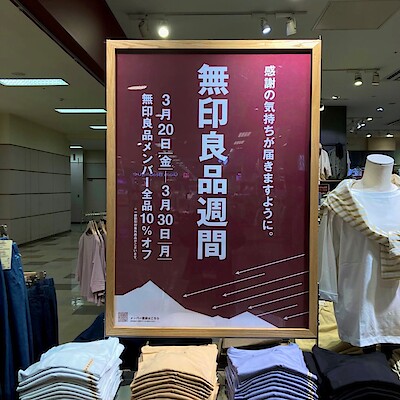 感謝の気持ちが届きますように。
無印良品週間
3月20日[金]―3月30日[月]
無印良品メンバー全品10%オフ